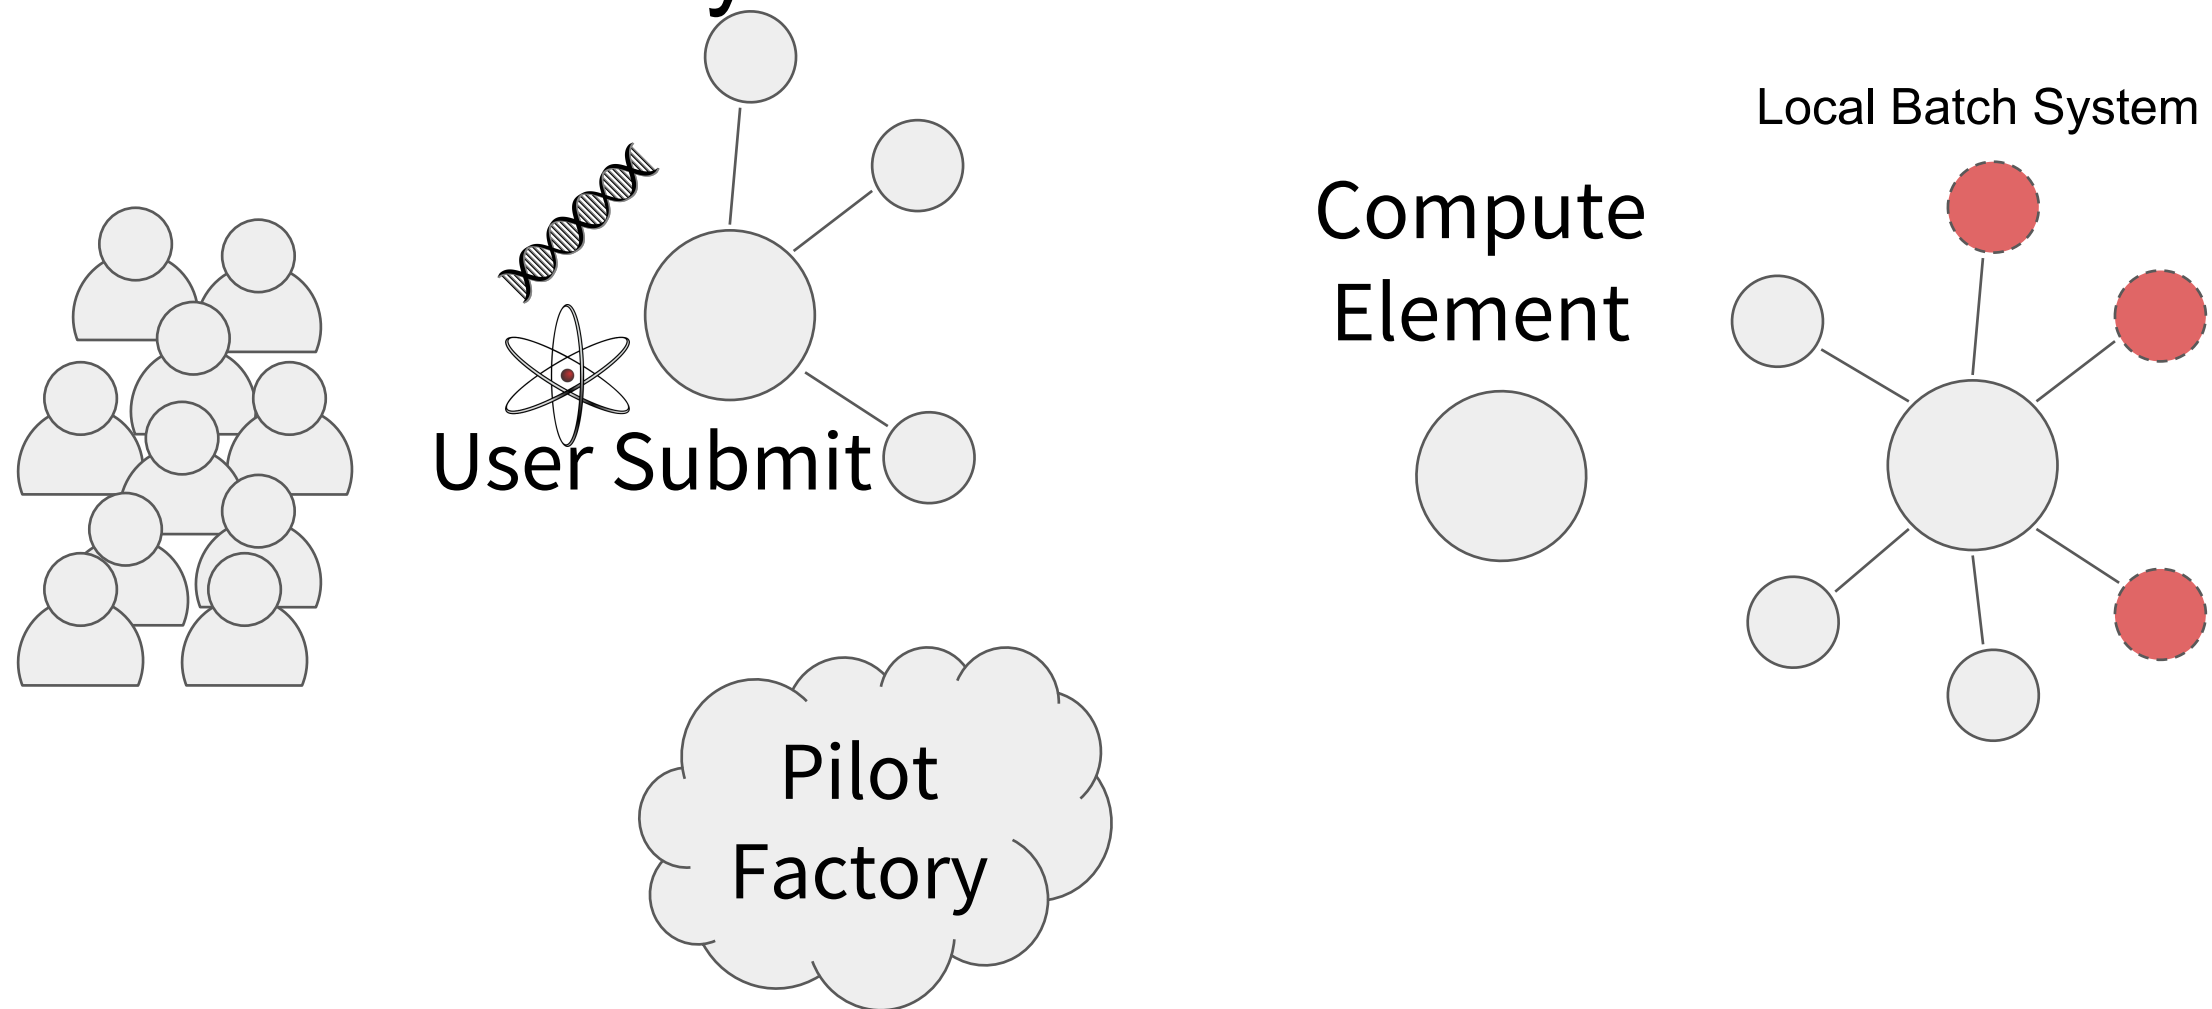 Local Batch System
Compute
Element
User Submit
Pilot
Factory